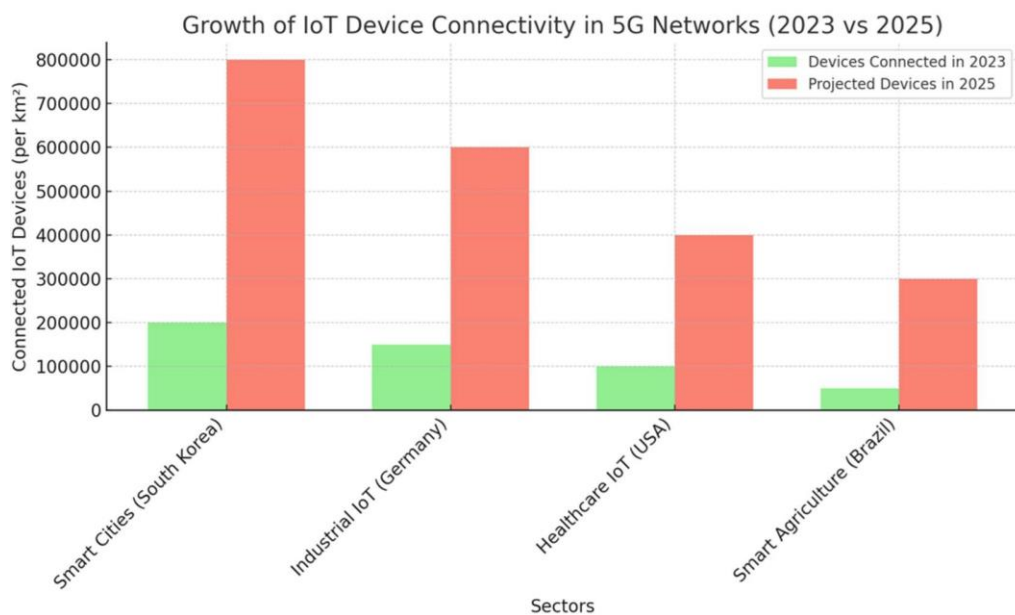 Growth of IoT Device Connectivity in 5G Networks (2023 vs 2025)
Devices Connected in 2023
Projected Devices in 2025
Connected IoT Devices (per km²)
800000
700000
600000
500000
400000
300000
200000
100000
0
Smart Cities (South Korea)
Industrial IoT (Germany)
Healthcare IoT (USA)
Smart Agriculture (Brazil)
Sectors